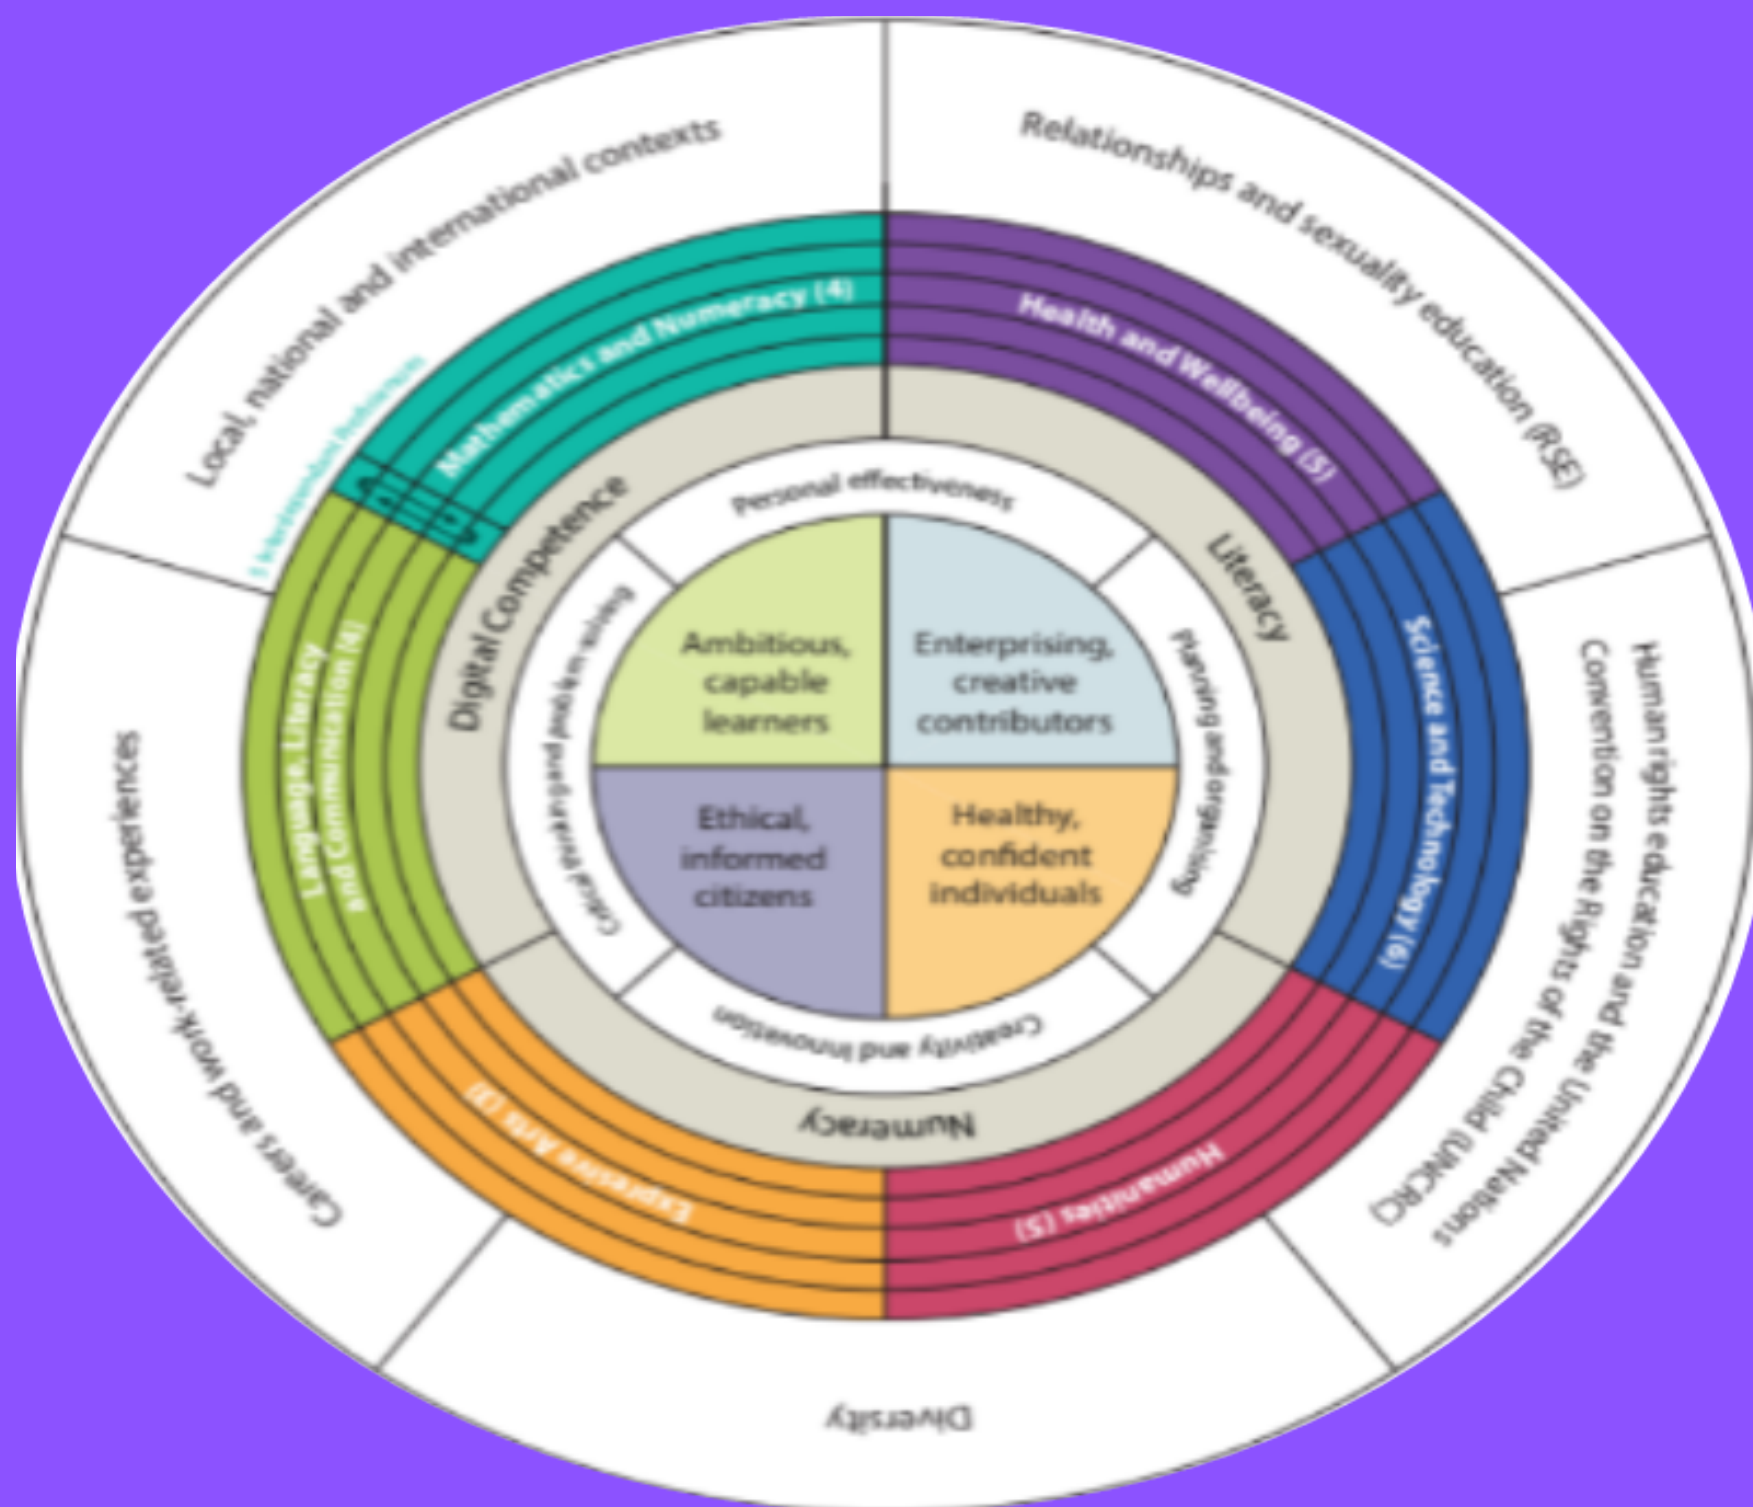 Local, national and international contexts
Relationships and sexuality education (RSE)
Human rights education and the United Nations
Convention on the Rights of the Child (UNCRC)
Diversity
Careers and work-related experiences
Mathematics and Numeracy (4)
Health and Wellbeing (5)
Science and Technology (6)
Humanities (5)
Expressive Arts (3)
Language, Literacy
and Communication (4)
Digital Competence
Literacy
Numeracy
Personal effectiveness
Planning and organising
Creativity and innovation
Critical thinking and problem-solving
Ambitious,
capable
learners
Enterprising,
creative
contributors
Ethical,
informed
citizens
Healthy,
confident
individuals